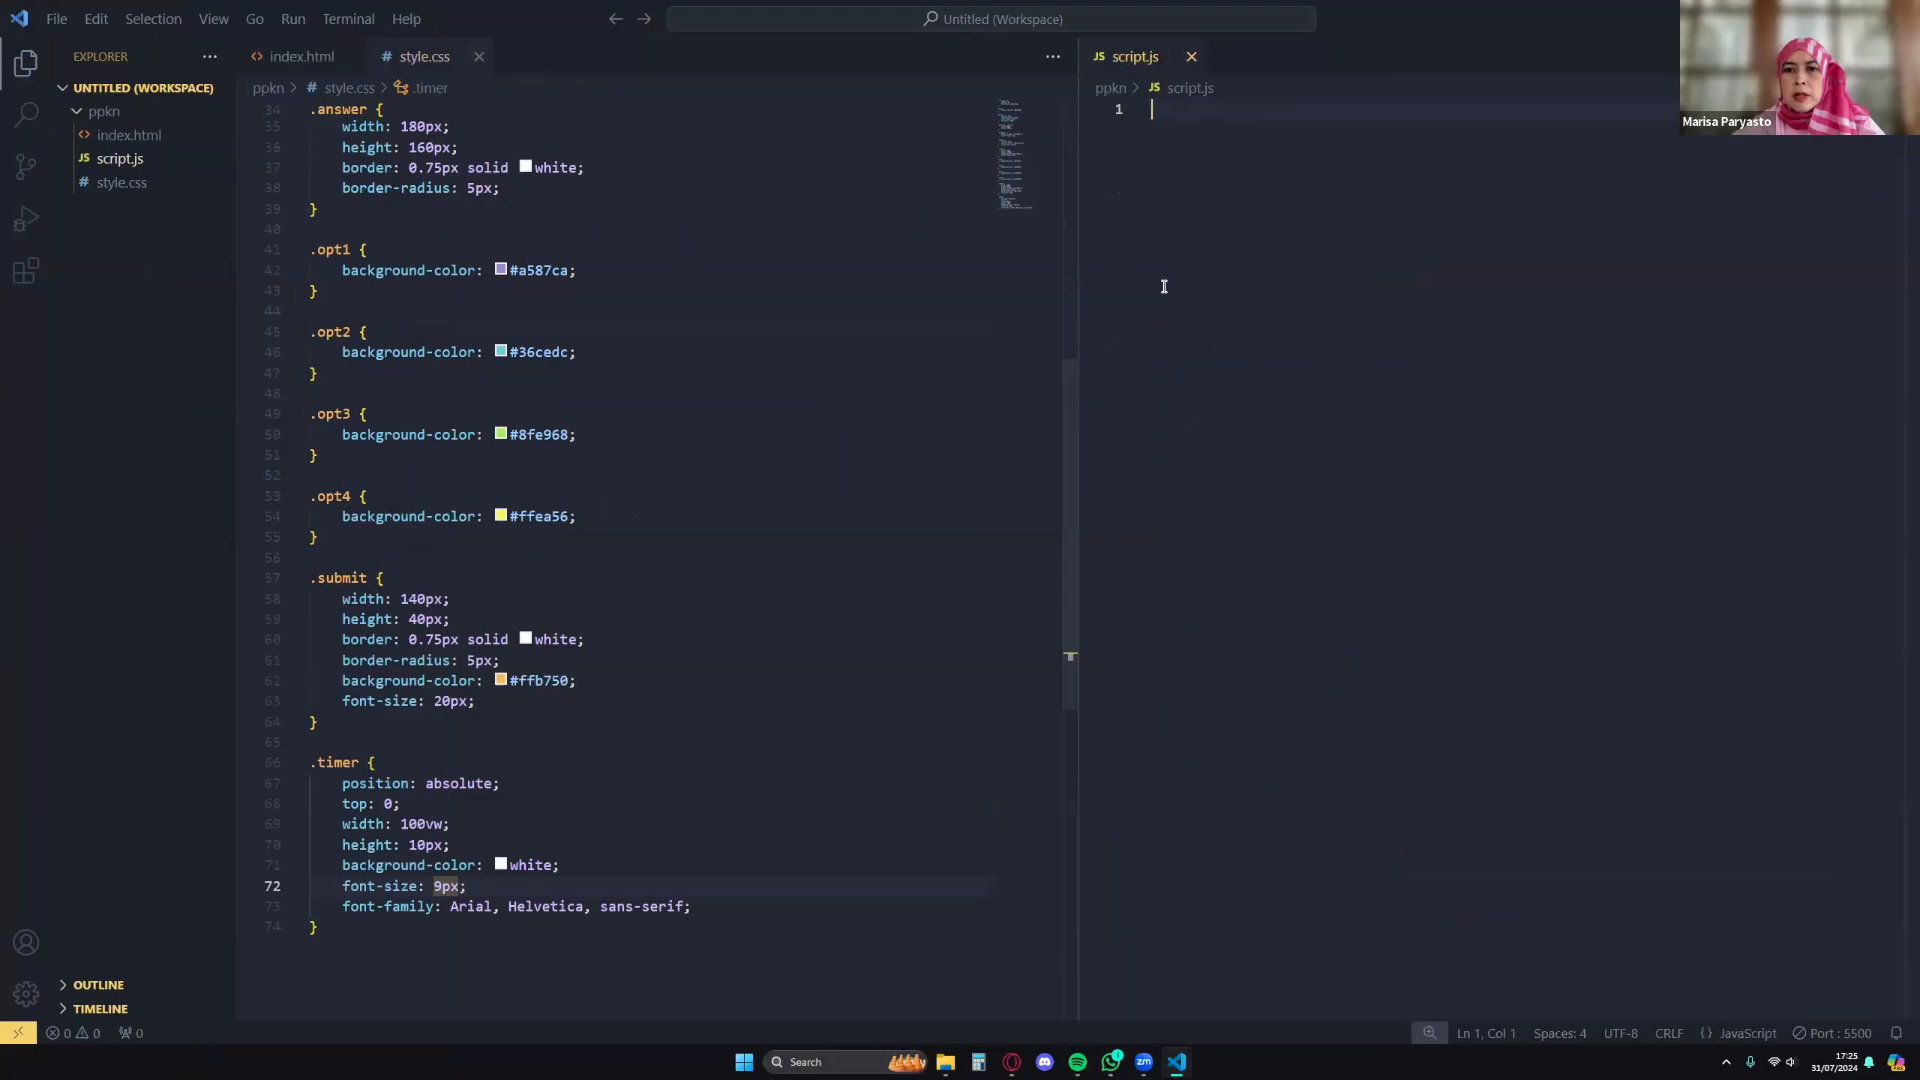 File Edit Selection View Go Run Terminal Help
Untitled (Workspace)
EXPLORER
index.html
style.css
script.js
UNTITLED (WORKSPACE)
ppkn
index.html
script.js
style.css
ppkn > style.css > .timer
34 .answer {
35 width: 180px;
36 height: 160px;
37 border: 0.75px solid white;
38 border-radius: 5px;
39 }
40
41 .opt1 {
42 background-color: #a587ca;
43 }
44
45 .opt2 {
46 background-color: #36cedc;
47 }
48
49 .opt3 {
50 background-color: #8fe968;
51 }
52
53 .opt4 {
54 background-color: #ffea56;
55 }
56
57 .submit {
58 width: 140px;
59 height: 40px;
60 border: 0.75px solid white;
61 border-radius: 5px;
62 background-color: #ffb750;
63 font-size: 20px;
64 }
65
66 .timer {
67 position: absolute;
68 top: 0;
69 width: 100vw;
70 height: 10px;
71 background-color: white;
72 font-size: 9px;
73 font-family: Arial, Helvetica, sans-serif;
74 }
ppkn > JS script.js
1
Marisa Paryasto
OUTLINE
TIMELINE
0 0 0
Ln 1, Col 1 Spaces: 4 UTF-8 CRLF {} JavaScript Port : 5500
Search
17:25
31/07/2024